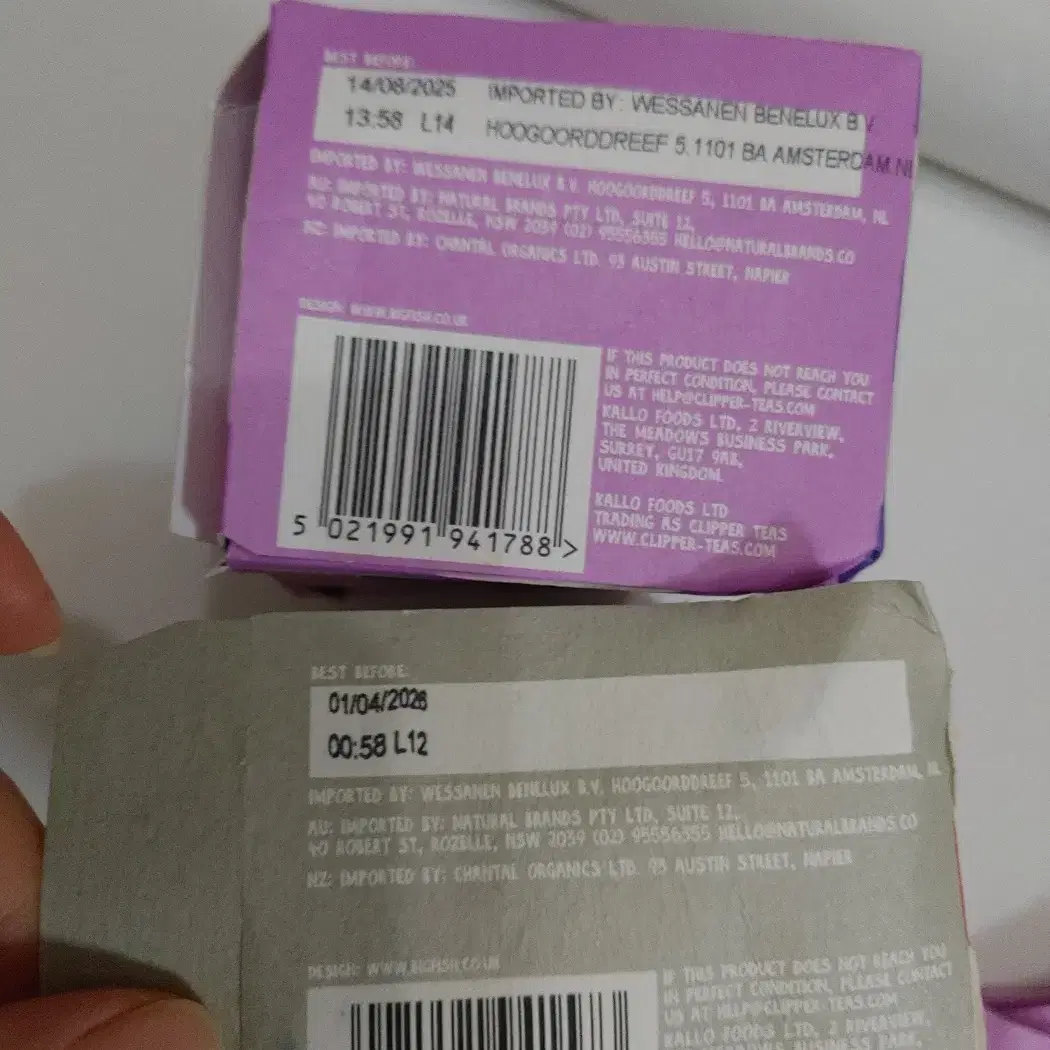 BEST BEFORE:
14/08/2025 IMPORTED BY: WESSANEN BENELUX B.V
13:58 L14 HOOGOORDDREEF 5, 1101 BA AMSTERDAM, NL
IMPORTED BY: WESSANEN BENELUX B.V. HOOGOORDDREEF 5, 1101 BA AMSTERDAM, NL
AU: IMPORTED BY: NATURAL BRANDS PTY LTD, SUITE 12,
40 ROBERT ST, ROZELLE, NSW 2039 (02) 95556355 HELLO@NATURALBRANDS.CO
NZ: IMPORTED BY: CHANTAL ORGANICS LTD. 93 AUSTIN STREET, NAPIER
DESIGN: WWW.BIGFISH.CO.UK
IF THIS PRODUCT DOES NOT REACH YOU
IN PERFECT CONDITION, PLEASE CONTACT
US AT HELP@CLIPPER-TEAS.COM
KALLO FOODS LTD, 2 RIVERVIEW,
THE MEADOWS BUSINESS PARK,
SURREY, GU17 9AB,
UNITED KINGDOM.
KALLO FOODS LTD
TRADING AS CLIPPER TEAS
WWW.CLIPPER-TEAS.COM
5 021991 941788 >
BEST BEFORE:
01/04/2026
00:58 L12
IMPORTED BY: WESSANEN BENELUX B.V. HOOGOORDDREEF 5, 1101 BA AMSTERDAM, NL
AU: IMPORTED BY: NATURAL BRANDS PTY LTD, SUITE 12,
40 ROBERT ST, ROZELLE, NSW 2039 (02) 95556355 HELLO@NATURALBRANDS.CO
NZ: IMPORTED BY: CHANTAL ORGANICS LTD. 93 AUSTIN STREET, NAPIER
DESIGN: WWW.BIGFISH.CO.UK
IF THIS PRODUCT DOES NOT REACH YOU
IN PERFECT CONDITION, PLEASE CONTACT
US AT HELP@CLIPPER-TEAS.COM
KALLO FOODS LTD, 2 RIVERVIEW,
BUSINESS PARK,